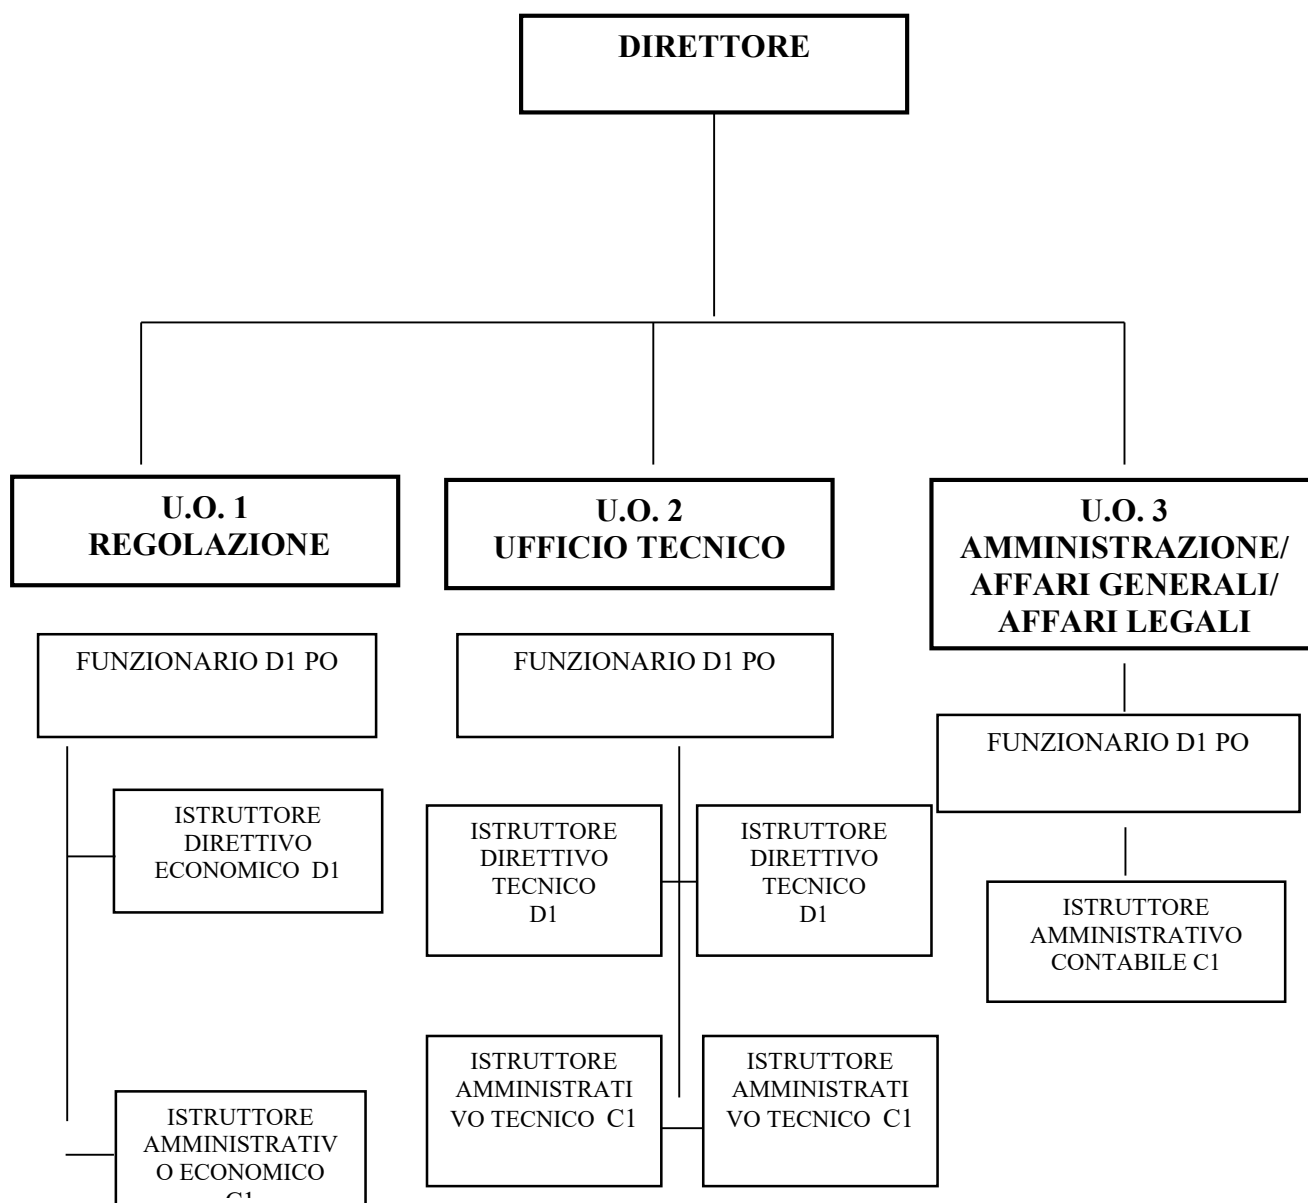 DIRETTORE
U.O. 1
REGOLAZIONE
FUNZIONARIO D1 PO
ISTRUTTORE
DIRETTIVO
ECONOMICO D1
ISTRUTTORE
AMMINISTRATIV
O ECONOMICO
C1
U.O. 2
UFFICIO TECNICO
FUNZIONARIO D1 PO
ISTRUTTORE
DIRETTIVO
TECNICO
D1
ISTRUTTORE
DIRETTIVO
TECNICO
D1
ISTRUTTORE
AMMINISTRATI
VO TECNICO C1
ISTRUTTORE
AMMINISTRATI
VO TECNICO C1
U.O. 3
AMMINISTRAZIONE/
AFFARI GENERALI/
AFFARI LEGALI
FUNZIONARIO D1 PO
ISTRUTTORE
AMMINISTRATIVO
CONTABILE C1